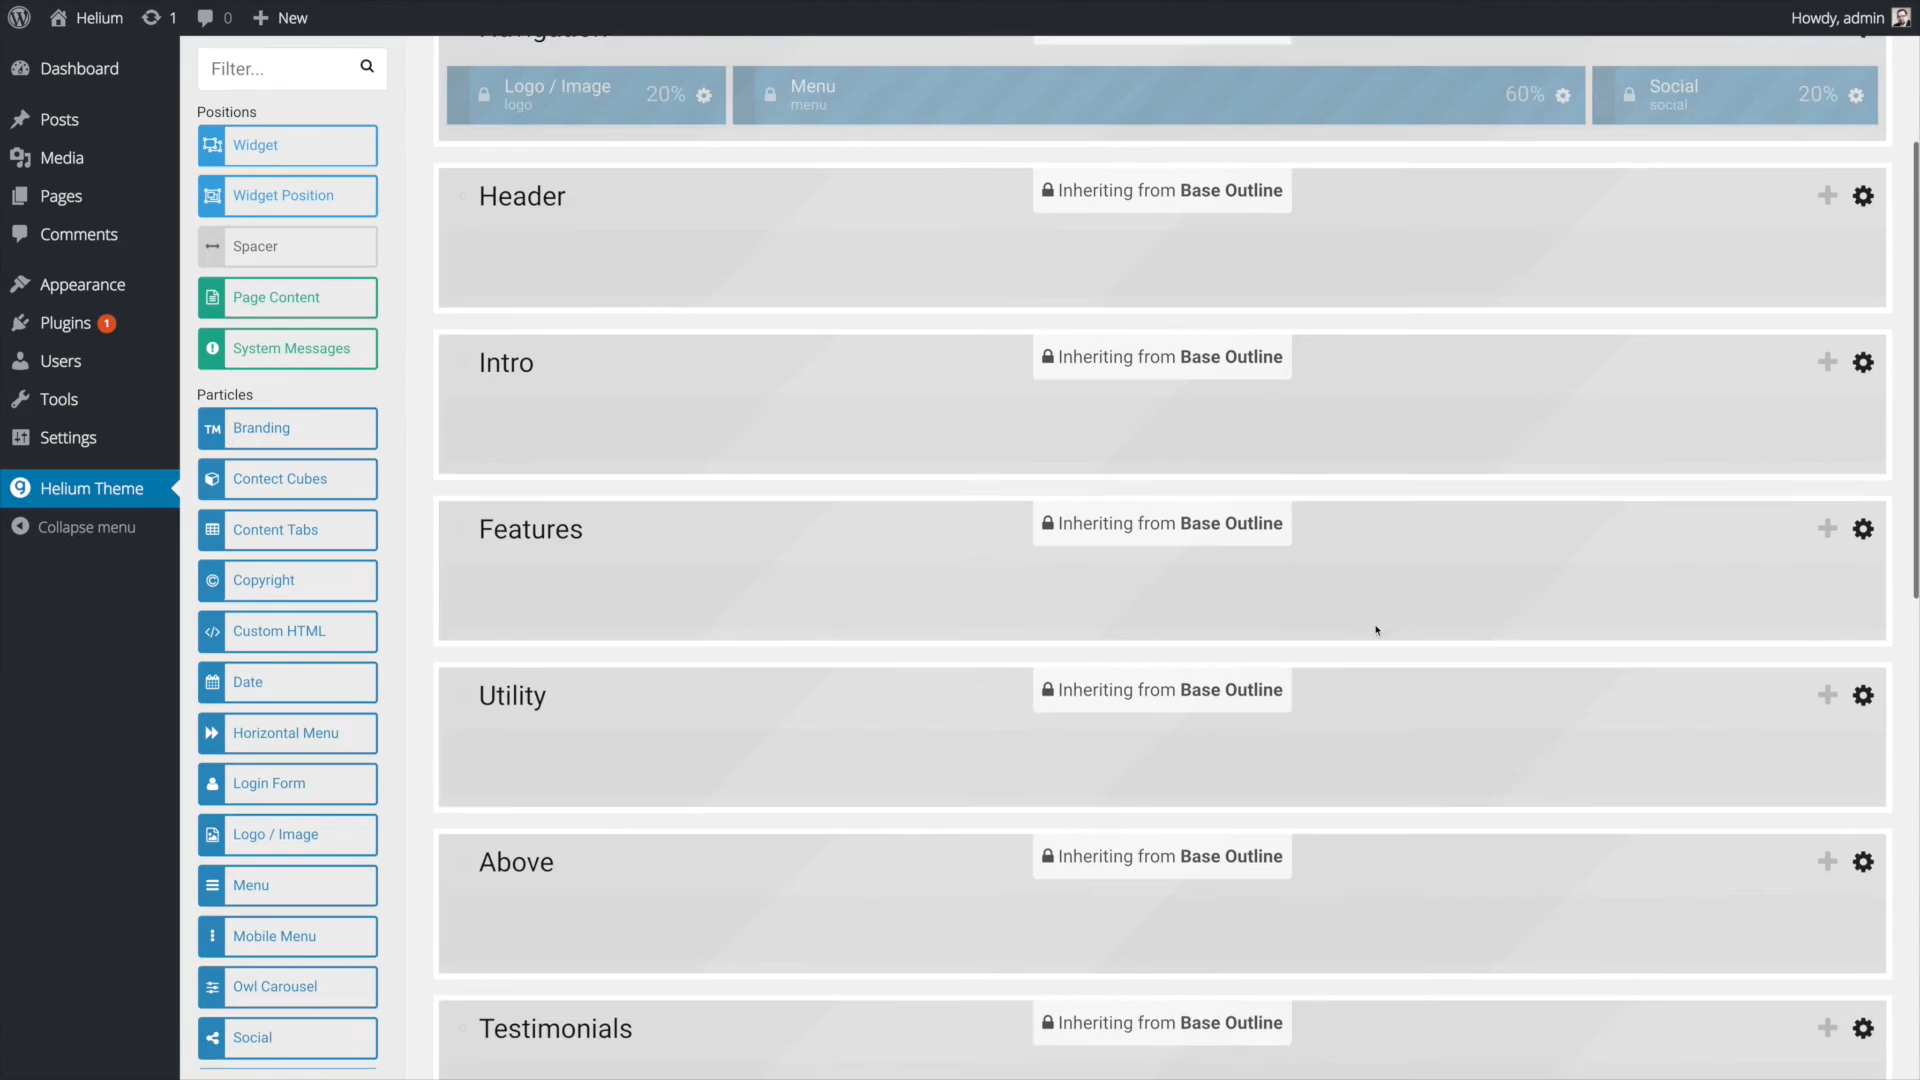 Helium
1
0
New
Howdy, admin
Dashboard
Posts
Media
Pages
Comments
Appearance
Plugins 1
Users
Tools
Settings
Helium Theme
Collapse menu
Filter...
Positions
Widget
Widget Position
Spacer
Page Content
System Messages
Particles
TM Branding
Contect Cubes
Content Tabs
Copyright
Custom HTML
Date
Horizontal Menu
Login Form
Logo / Image
Menu
Mobile Menu
Owl Carousel
Social
Navigation
Logo / Image 20%
logo
Menu 60%
menu
Social 20%
social
Header
Inheriting from Base Outline
Intro
Inheriting from Base Outline
Features
Inheriting from Base Outline
Utility
Inheriting from Base Outline
Above
Inheriting from Base Outline
Testimonials
Inheriting from Base Outline